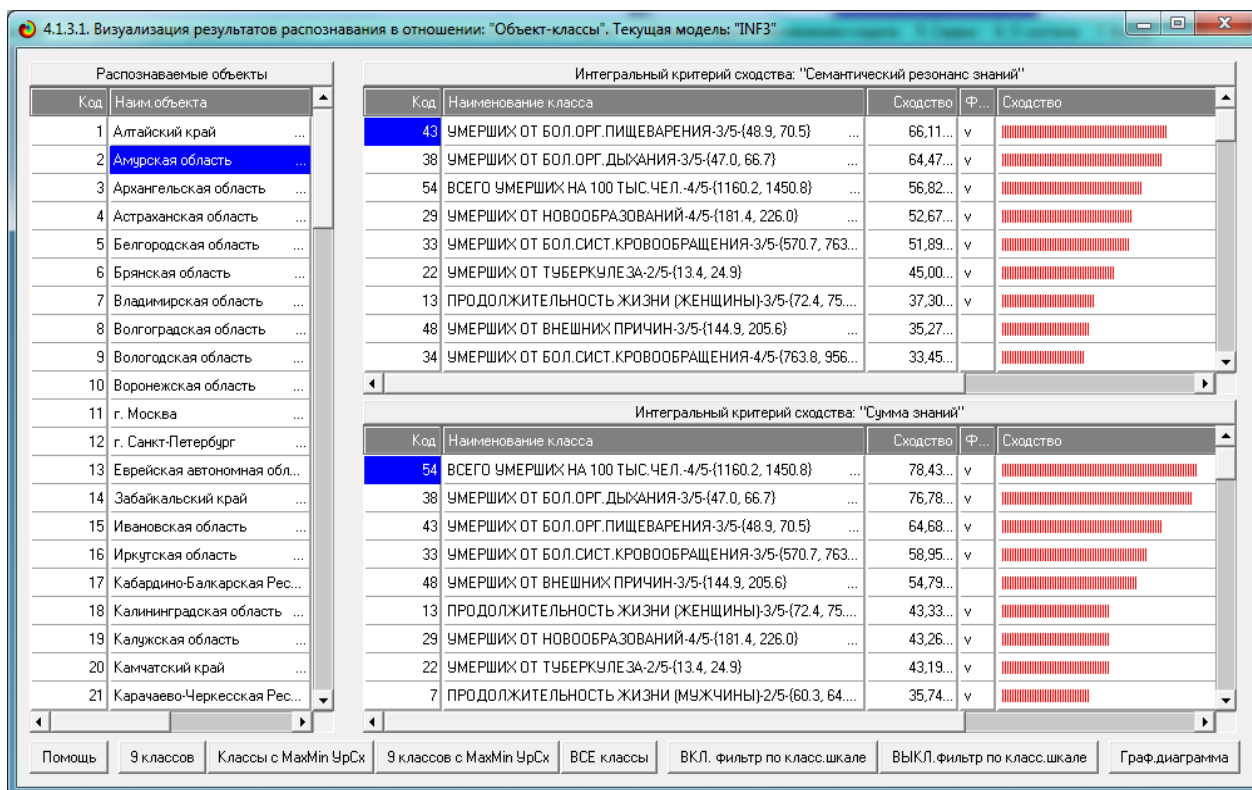 4.1.3.1. Визуализация результатов распознавания в отношении: "Объект-классы". Текущая модель: "INF3"
Распознаваемые объекты
Код Наим.объекта
1 Алтайский край ...
2 Амурская область ...
3 Архангельская область ...
4 Астраханская область ...
5 Белгородская область ...
6 Брянская область ...
7 Владимирская область ...
8 Волгоградская область ...
9 Вологодская область ...
10 Воронежская область ...
11 г. Москва ...
12 г. Санкт-Петербург ...
13 Еврейская автономная обл...
14 Забайкальский край ...
15 Ивановская область ...
16 Иркутская область ...
17 Кабардино-Балкарская Рес...
18 Калининградская область ...
19 Калужская область ...
20 Камчатский край ...
21 Карачаево-Черкесская Рес...
Интегральный критерий сходства: "Семантический резонанс знаний"
Код Наименование класса Сходство Ф... Сходство
43 УМЕРШИХ ОТ БОЛ.ОРГ.ПИЩЕВАРЕНИЯ-3/5-{48.9, 70.5} ... 66,11... v
38 УМЕРШИХ ОТ БОЛ.ОРГ.ДЫХАНИЯ-3/5-{47.0, 66.7} ... 64,47... v
54 ВСЕГО УМЕРШИХ НА 100 ТЫС.ЧЕЛ.-4/5-{1160.2, 1450.8} ... 56,82... v
29 УМЕРШИХ ОТ НОВООБРАЗОВАНИЙ-4/5-{181.4, 226.0} ... 52,67... v
33 УМЕРШИХ ОТ БОЛ.СИСТ.КРОВООБРАЩЕНИЯ-3/5-{570.7, 763... 51,89... v
22 УМЕРШИХ ОТ ТУБЕРКУЛЕЗА-2/5-{13.4, 24.9} 45,00... v
13 ПРОДОЛЖИТЕЛЬНОСТЬ ЖИЗНИ (ЖЕНЩИНЫ)-3/5-{72.4, 75.... 37,30... v
48 УМЕРШИХ ОТ ВНЕШНИХ ПРИЧИН-3/5-{144.9, 205.6} ... 35,27...
34 УМЕРШИХ ОТ БОЛ.СИСТ.КРОВООБРАЩЕНИЯ-4/5-{763.8, 956... 33,45...
Интегральный критерий сходства: "Сумма знаний"
Код Наименование класса Сходство Ф... Сходство
54 ВСЕГО УМЕРШИХ НА 100 ТЫС.ЧЕЛ.-4/5-{1160.2, 1450.8} ... 78,43... v
38 УМЕРШИХ ОТ БОЛ.ОРГ.ДЫХАНИЯ-3/5-{47.0, 66.7} ... 76,78... v
43 УМЕРШИХ ОТ БОЛ.ОРГ.ПИЩЕВАРЕНИЯ-3/5-{48.9, 70.5} ... 64,68... v
33 УМЕРШИХ ОТ БОЛ.СИСТ.КРОВООБРАЩЕНИЯ-3/5-{570.7, 763... 58,95... v
48 УМЕРШИХ ОТ ВНЕШНИХ ПРИЧИН-3/5-{144.9, 205.6} ... 54,79...
13 ПРОДОЛЖИТЕЛЬНОСТЬ ЖИЗНИ (ЖЕНЩИНЫ)-3/5-{72.4, 75.... 43,33... v
29 УМЕРШИХ ОТ НОВООБРАЗОВАНИЙ-4/5-{181.4, 226.0} ... 43,26... v
22 УМЕРШИХ ОТ ТУБЕРКУЛЕЗА-2/5-{13.4, 24.9} 43,19... v
7 ПРОДОЛЖИТЕЛЬНОСТЬ ЖИЗНИ (МУЖЧИНЫ)-2/5-{60.3, 64.... 35,74... v
Помощь 9 классов Классы с MaxMin УрСх 9 классов с MaxMin УрСх ВСЕ классы ВКЛ. фильтр по класс.шкале ВЫКЛ.фильтр по класс.шкале Граф.диаграмма